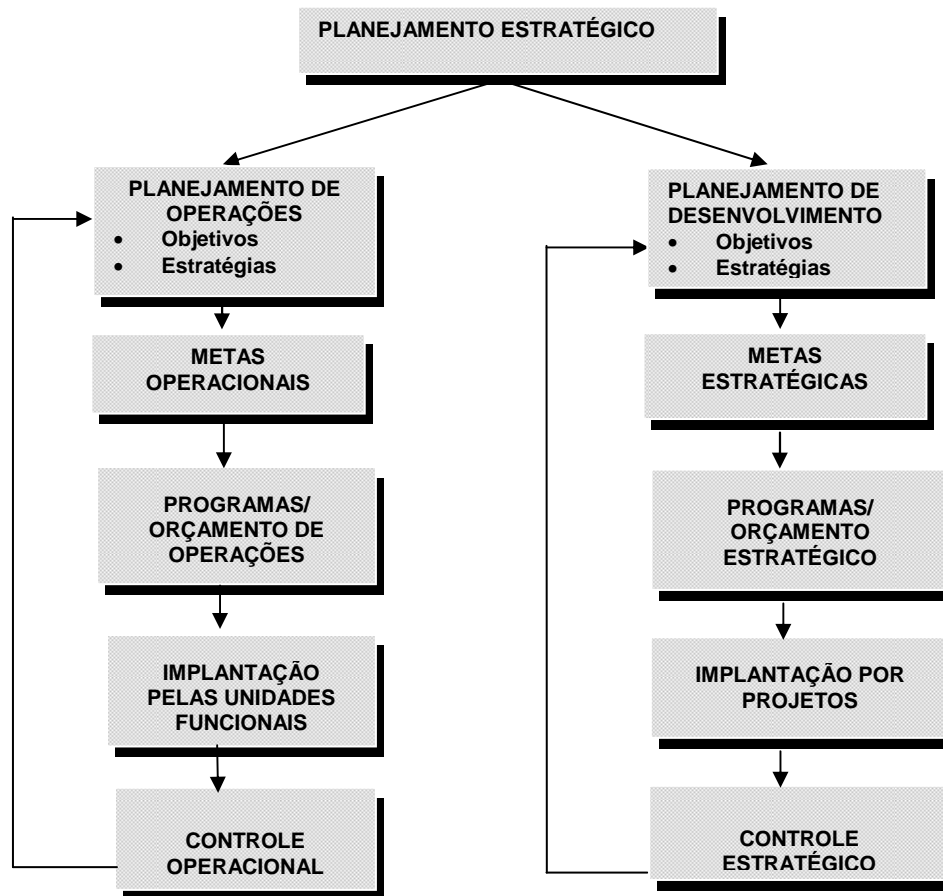 PLANEJAMENTO ESTRATÉGICO
PLANEJAMENTO DE
OPERAÇÕES
• Objetivos
• Estratégias
METAS
OPERACIONAIS
PROGRAMAS/
ORÇAMENTO DE
OPERAÇÕES
IMPLANTAÇÃO
PELAS UNIDADES
FUNCIONAIS
CONTROLE
OPERACIONAL
PLANEJAMENTO DE
DESENVOLVIMENTO
• Objetivos
• Estratégias
METAS
ESTRATÉGICAS
PROGRAMAS/
ORÇAMENTO
ESTRATÉGICO
IMPLANTAÇÃO POR
PROJETOS
CONTROLE
ESTRATÉGICO